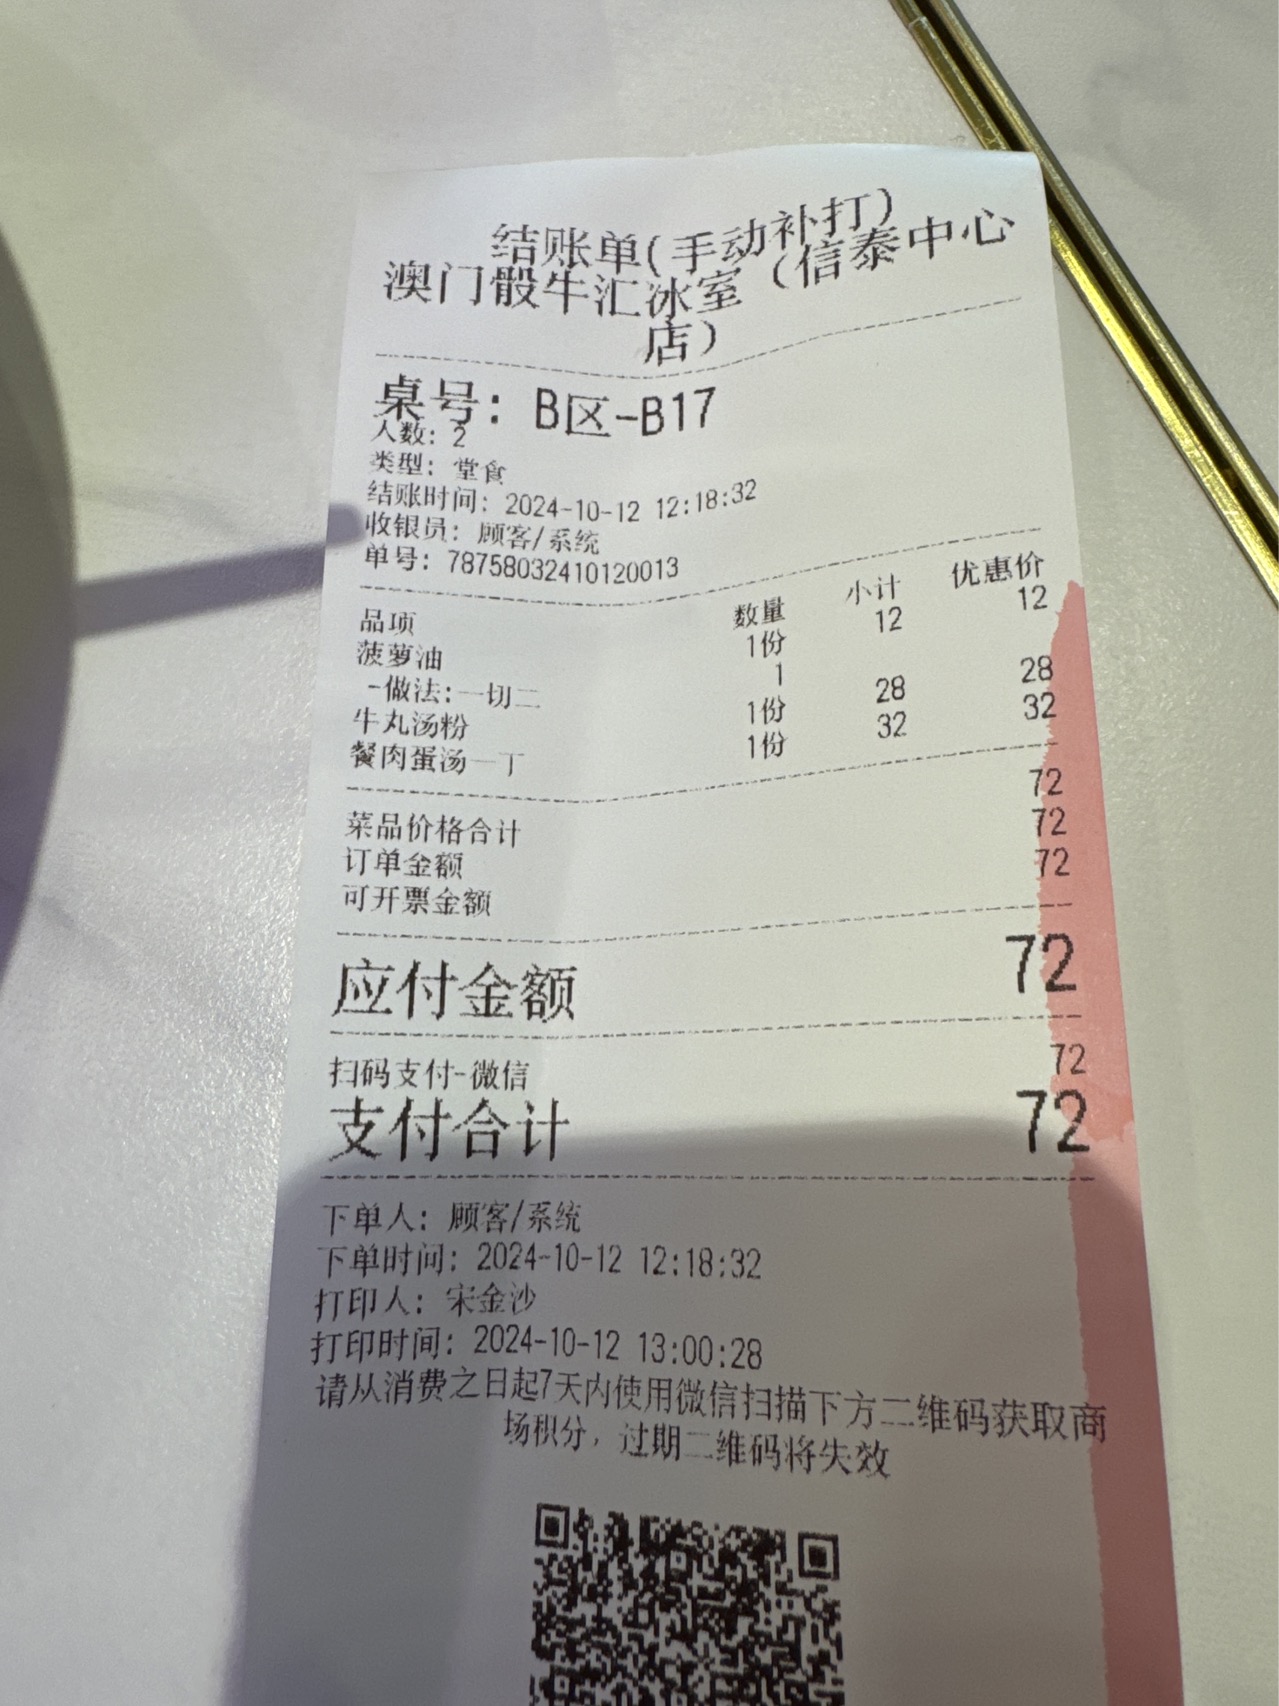 结账单(手动补打)
澳门骰牛汇冰室（信泰中心
店）
桌号: B区-B17
人数: 2
类型: 堂食
结账时间: 2024-10-12 12:18:32
收银员: 顾客/系统
单号: 78758032410120013
品项 数量 小计 优惠价
菠萝油 1份 12 12
-做法:一切二 1
牛丸汤粉 1份 28 28
餐肉蛋汤一丁 1份 32 32
菜品价格合计 72
订单金额 72
可开票金额 72
应付金额 72
扫码支付-微信 72
支付合计 72
下单人: 顾客/系统
下单时间: 2024-10-12 12:18:32
打印人: 宋金沙
打印时间: 2024-10-12 13:00:28
请从消费之日起7天内使用微信扫描下方二维码获取商
场积分，过期二维码将失效